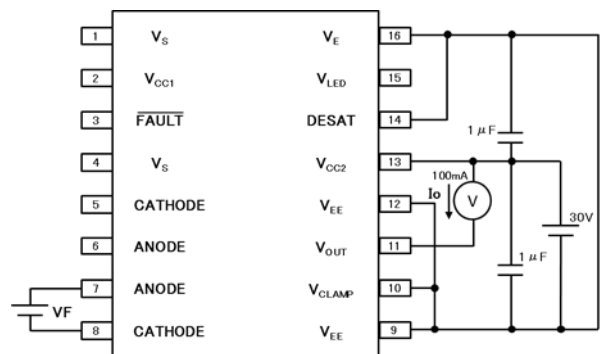 1 V_S V_E 16
2 V_CC1 V_LED 15
3 FAULT DESAT 14
1 μF
4 V_S V_CC2 13
100mA
Io
V
5 CATHODE V_EE 12
30V
6 ANODE V_OUT 11
1 μF
7 ANODE V_CLAMP 10
VF
8 CATHODE V_EE 9